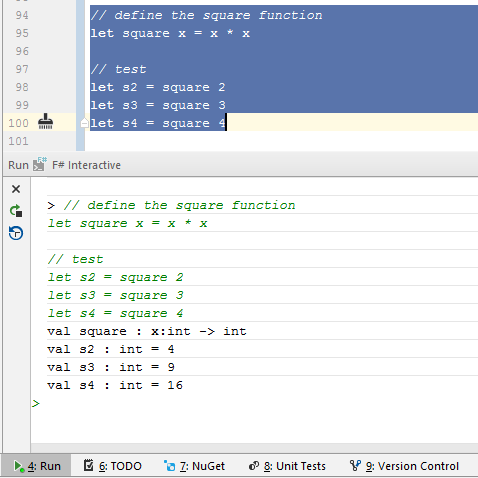 94 // define the square function
95 let square x = x * x
96
97 // test
98 let s2 = square 2
99 let s3 = square 3
100 let s4 = square 4
101
Run F# F# Interactive
> // define the square function
let square x = x * x
// test
let s2 = square 2
let s3 = square 3
let s4 = square 4
val square : x:int -> int
val s2 : int = 4
val s3 : int = 9
val s4 : int = 16
>
4: Run 6: TODO 7: NuGet 8: Unit Tests 9: Version Control